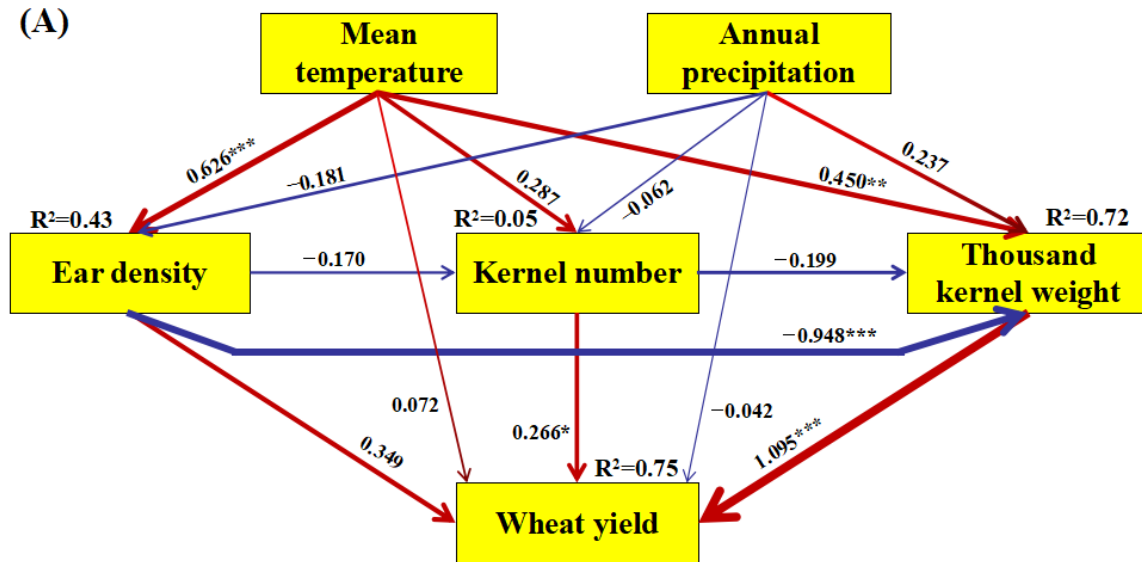 (A)
Mean
temperature
Annual
precipitation
0.626***
−0.181
0.287
−0.062
0.450**
0.237
R²=0.43
R²=0.05
R²=0.72
Ear density
−0.170
Kernel number
−0.199
Thousand
kernel weight
−0.948***
0.349
0.072
0.266*
−0.042
1.095***
R²=0.75
Wheat yield